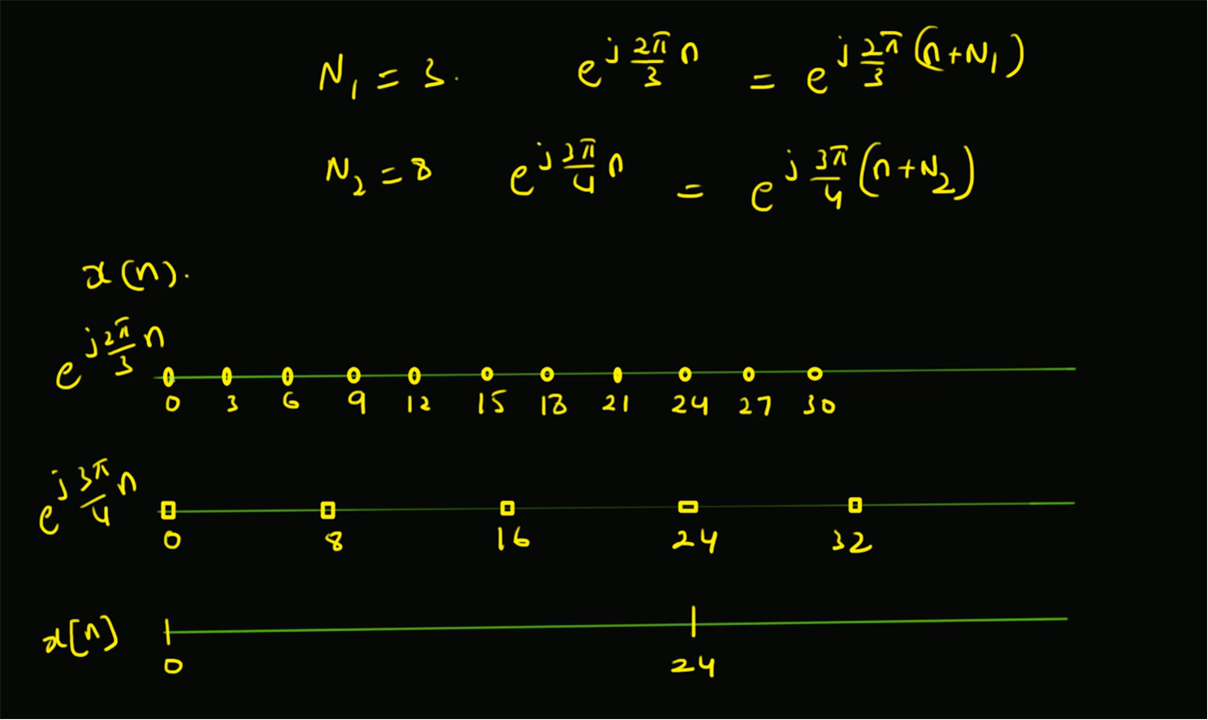 N₁ = 3. e^{j 2π/3 n} = e^{j 2π/3 (n+N₁)}
N₂ = 8 e^{j 3π/4 n} = e^{j 3π/4 (n+N₂)}
x(n).
e^{j 2π/3 n}
0 3 6 9 12 15 18 21 24 27 30
e^{j 3π/4 n}
0 8 16 24 32
x[n]
0 24